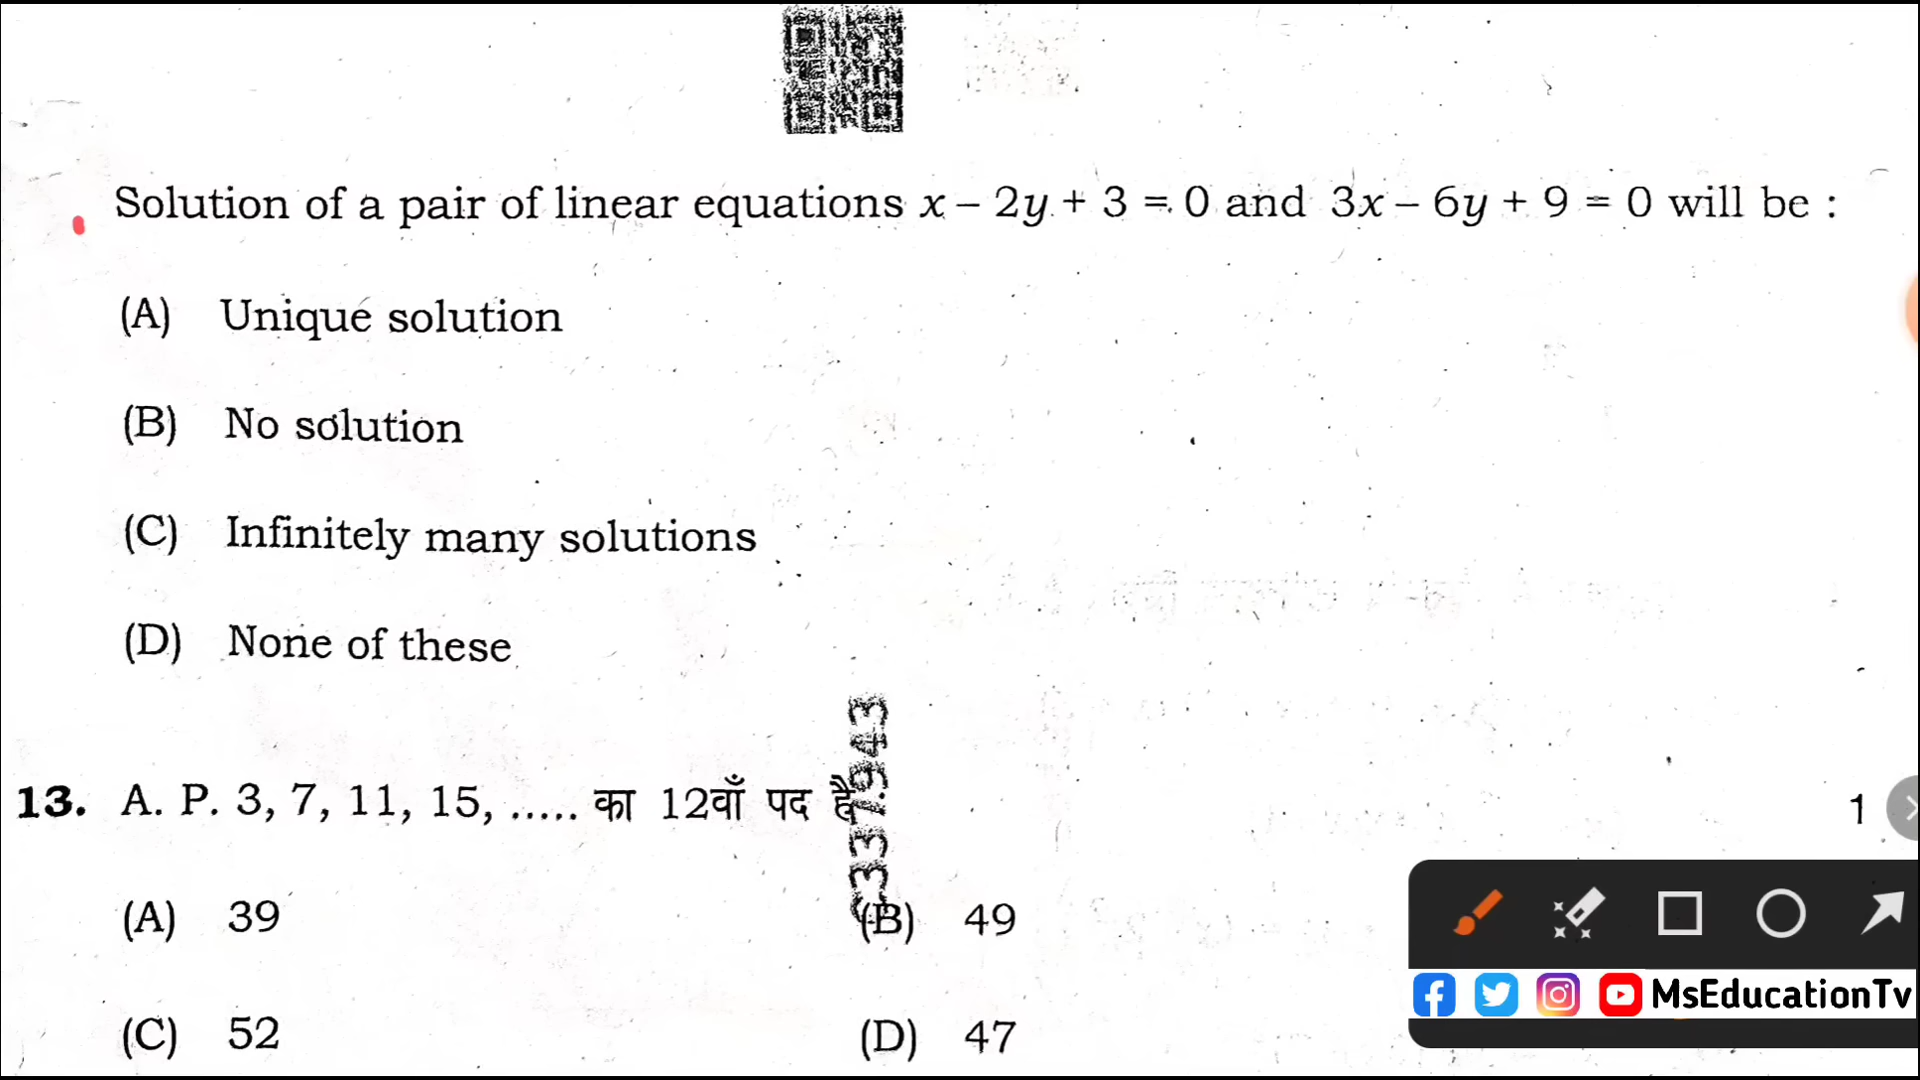 Solution of a pair of linear equations x – 2y + 3 = 0 and 3x – 6y + 9 = 0 will be :
(A) Unique solution
(B) No solution
(C) Infinitely many solutions
(D) None of these
13. A. P. 3, 7, 11, 15, ..... का 12वाँ पद है 1
(A) 39 (B) 49
(C) 52 (D) 47
MsEducationTv